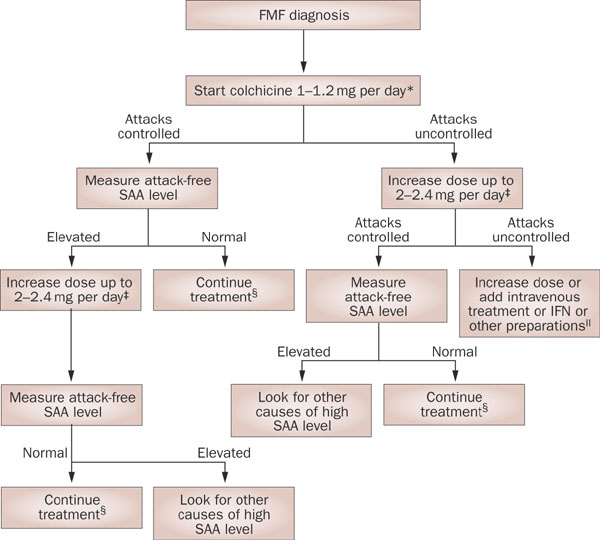 FMF diagnosis
Start colchicine 1–1.2 mg per day*
Attacks
controlled
Attacks
uncontrolled
Measure attack-free
SAA level
Increase dose up to
2–2.4 mg per day‡
Elevated
Normal
Attacks
controlled
Attacks
uncontrolled
Increase dose up to
2–2.4 mg per day‡
Continue
treatment§
Measure
attack-free
SAA level
Increase dose or
add intravenous
treatment or IFN or
other preparations||
Elevated
Normal
Measure attack-free
SAA level
Look for other
causes of high
SAA level
Continue
treatment§
Normal
Elevated
Continue
treatment§
Look for other
causes of high
SAA level